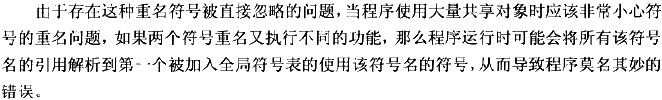 由于存在这种重名符号被直接忽略的问题，当程序使用大量共享对象时应该非常小心符
号的重名问题，如果两个符号重名又执行不同的功能，那么程序运行时可能会将所有该符号
名的引用解析到第一个被加入全局符号表的使用该符号名的符号，从而导致程序莫名其妙的
错误。